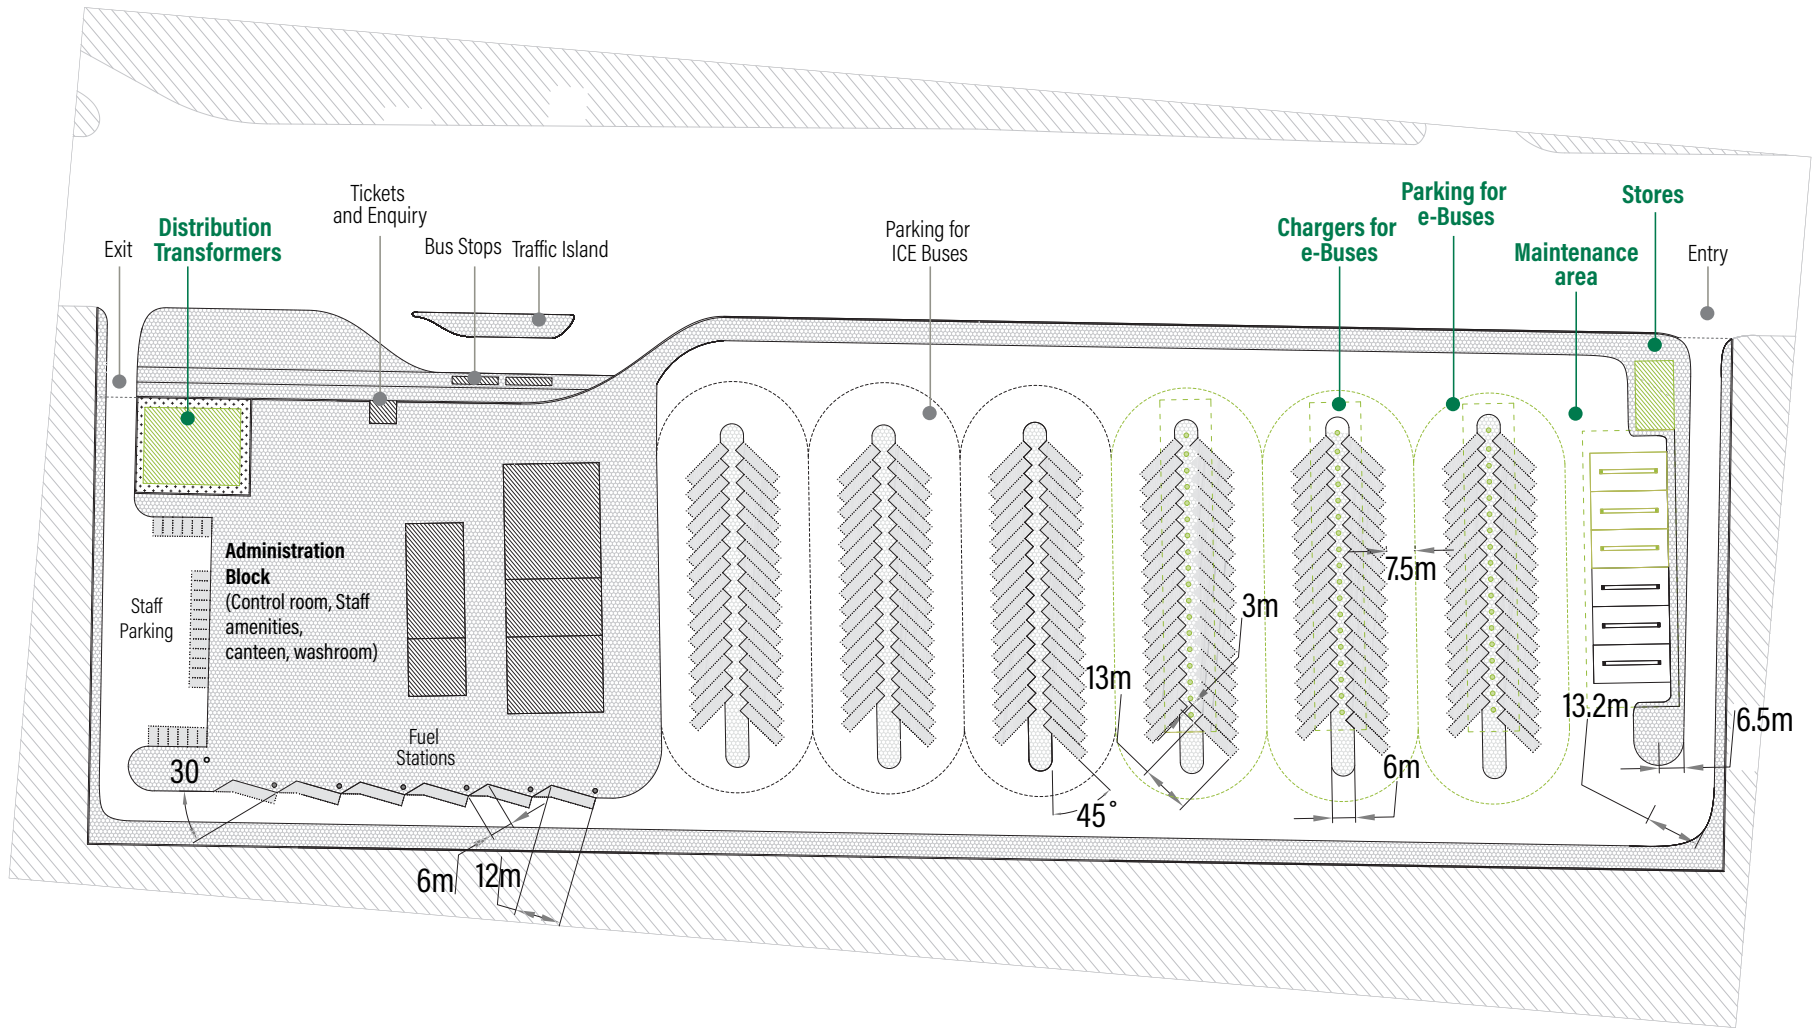 Exit
Distribution
Transformers
Tickets
and Enquiry
Bus Stops
Traffic Island
Parking for
ICE Buses
Chargers for
e-Buses
Parking for
e-Buses
Maintenance
area
Stores
Entry
Administration
Block
(Control room, Staff
amenities,
canteen, washroom)
Staff
Parking
Fuel
Stations
30°
6m
12m
45°
13m
3m
7.5m
6m
13.2m
6.5m